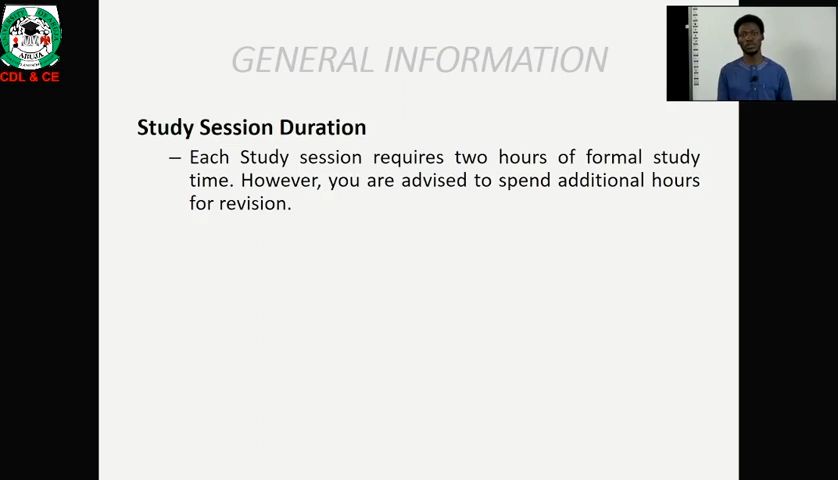 GENERAL INFORMATION
Study Session Duration
– Each Study session requires two hours of formal study
time. However, you are advised to spend additional hours
for revision.
ABUJA
CDL & CE